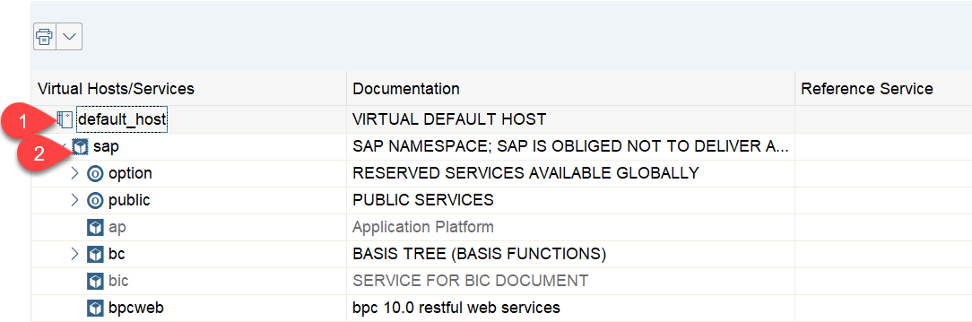 Virtual Hosts/Services Documentation Reference Service
1 default_host VIRTUAL DEFAULT HOST
2 sap SAP NAMESPACE; SAP IS OBLIGED NOT TO DELIVER A...
option RESERVED SERVICES AVAILABLE GLOBALLY
public PUBLIC SERVICES
ap Application Platform
bc BASIS TREE (BASIS FUNCTIONS)
bic SERVICE FOR BIC DOCUMENT
bpcweb bpc 10.0 restful web services